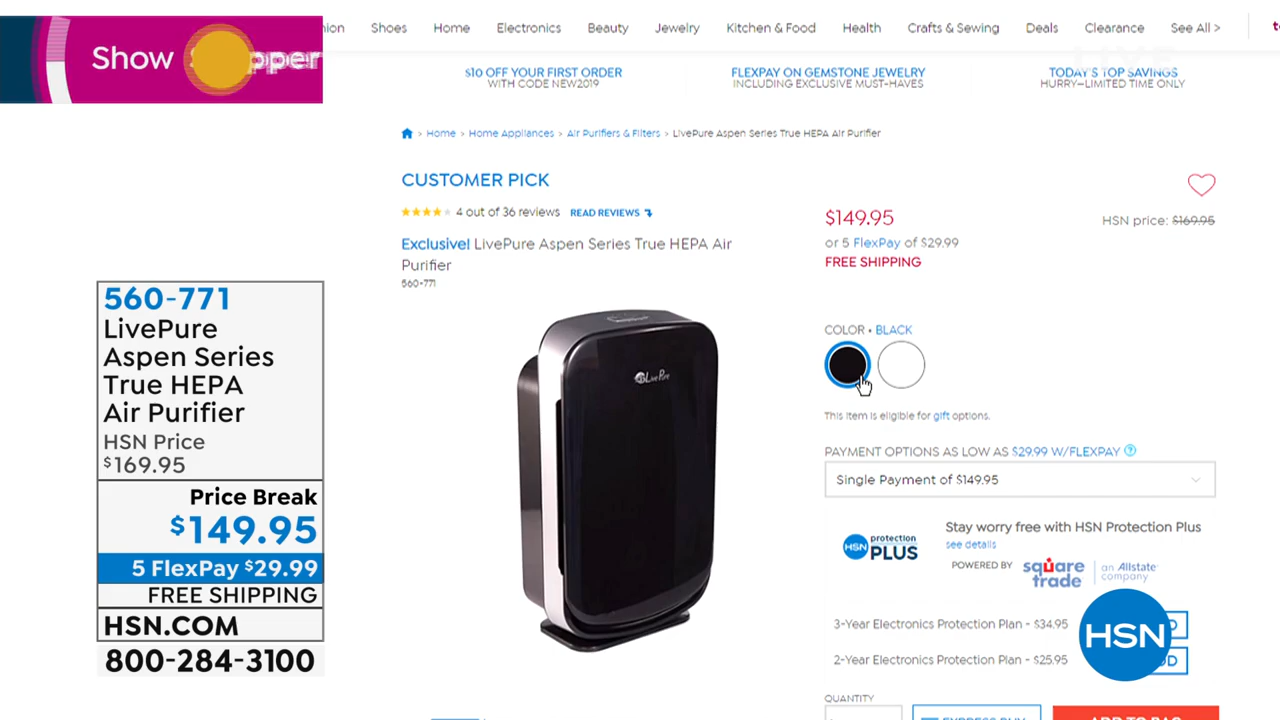 Show
pper
Shoes
Home
Electronics
Beauty
Jewelry
Kitchen & Food
Health
Crafts & Sewing
Deals
Clearance
See All >
LIVE
$10 OFF YOUR FIRST ORDER
WITH CODE NEW2019
FLEXPAY ON GEMSTONE JEWELRY
INCLUDING EXCLUSIVE MUST-HAVES
TODAY'S TOP SAVINGS
HURRY—LIMITED TIME ONLY
> Home > Home Appliances > Air Purifiers & Filters > LivePure Aspen Series True HEPA Air Purifier
CUSTOMER PICK
4 out of 36 reviews READ REVIEWS
Exclusive! LivePure Aspen Series True HEPA Air
Purifier
560-771
LivePure
$149.95
HSN price: $169.95
or 5 FlexPay of $29.99
FREE SHIPPING
COLOR • BLACK
This item is eligible for gift options.
PAYMENT OPTIONS AS LOW AS $29.99 W/FLEXPAY ?
Single Payment of $149.95
HSN protection PLUS
Stay worry free with HSN Protection Plus
see details
POWERED BY
square trade
an Allstate company
3-Year Electronics Protection Plan - $34.95
2-Year Electronics Protection Plan - $25.95
HSN
QUANTITY
EXPRESS BUY
ADD TO BAG
560-771
LivePure
Aspen Series
True HEPA
Air Purifier
HSN Price
$169.95
Price Break
$149.95
5 FlexPay $29.99
FREE SHIPPING
HSN.COM
800-284-3100